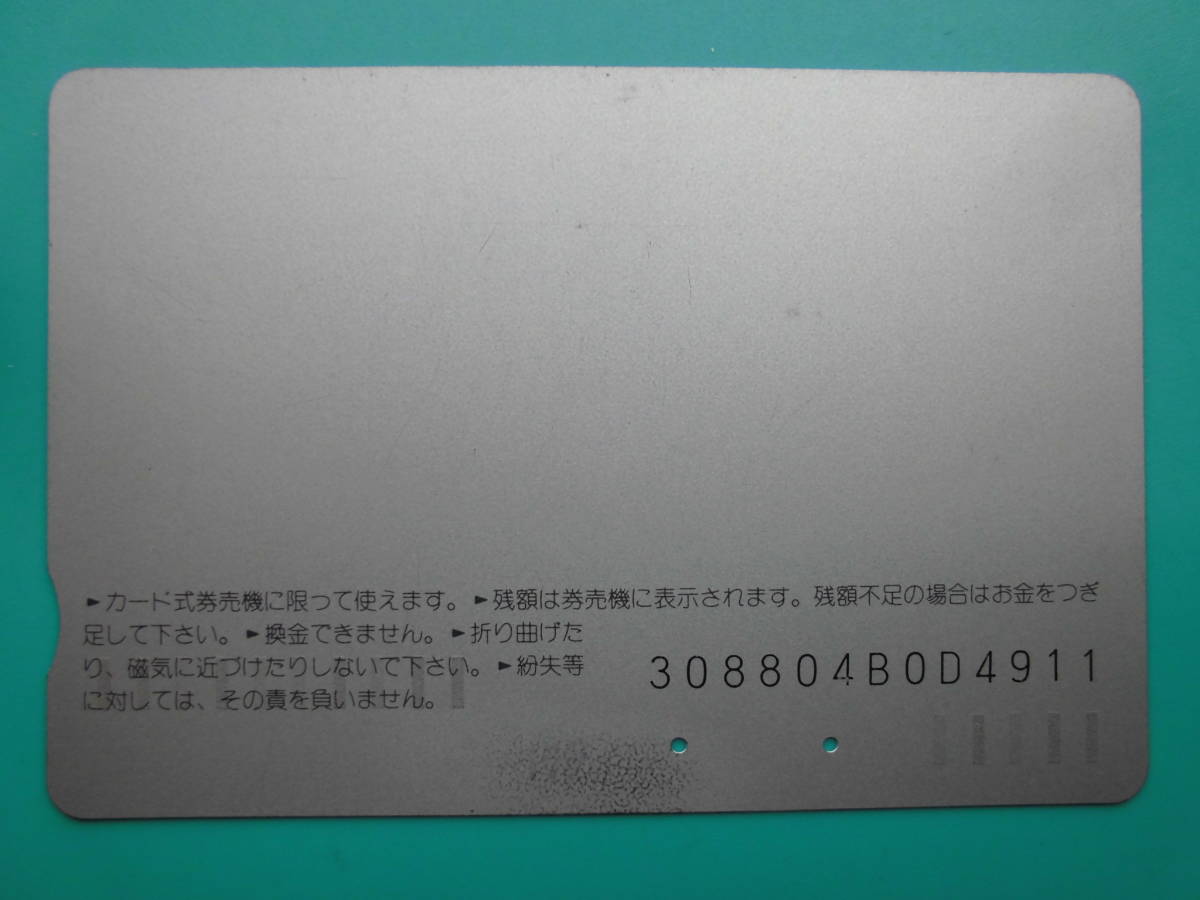 ►カード式券売機に限って使えます。►残額は券売機に表示されます。残額不足の場合はお金をつぎ
足して下さい。►換金できません。►折り曲げた
り、磁気に近づけたりしないで下さい。►紛失等
に対しては、その責を負いません。
308804B0D4911